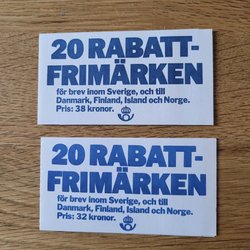 20 RABATT-
FRIMÄRKEN
för brev inom Sverige, och till
Danmark, Finland, Island och Norge.
Pris: 38 kronor.
20 RABATT-
FRIMÄRKEN
för brev inom Sverige, och till
Danmark, Finland, Island och Norge.
Pris: 32 kronor.